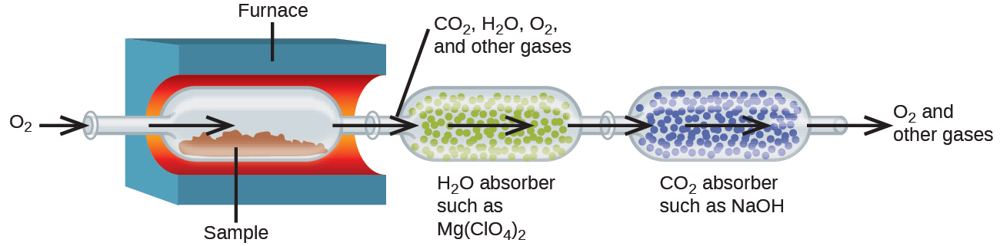 Furnace
CO₂, H₂O, O₂,
and other gases
O₂
O₂ and
other gases
H₂O absorber
such as
Mg(ClO₄)₂
CO₂ absorber
such as NaOH
Sample